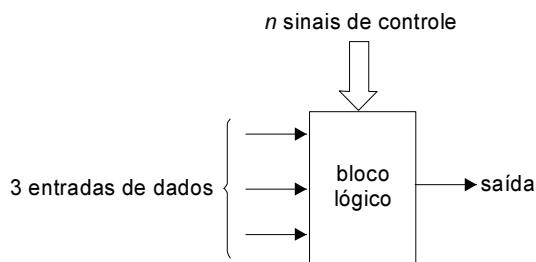 n sinais de controle
3 entradas de dados
bloco
lógico
saída